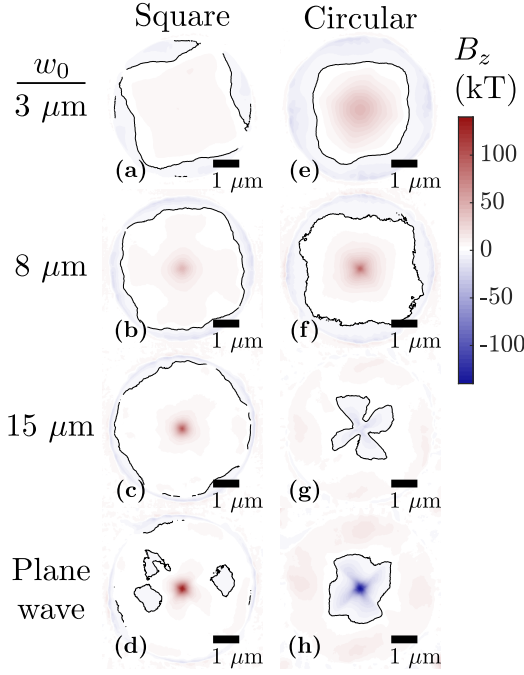 Square Circular
w₀
3 μm
B_z
(kT)
100
50
0
-50
-100
(a) 1 μm
(e) 1 μm
8 μm
(b) 1 μm
(f) 1 μm
15 μm
(c) 1 μm
(g) 1 μm
Plane
wave
(d) 1 μm
(h) 1 μm